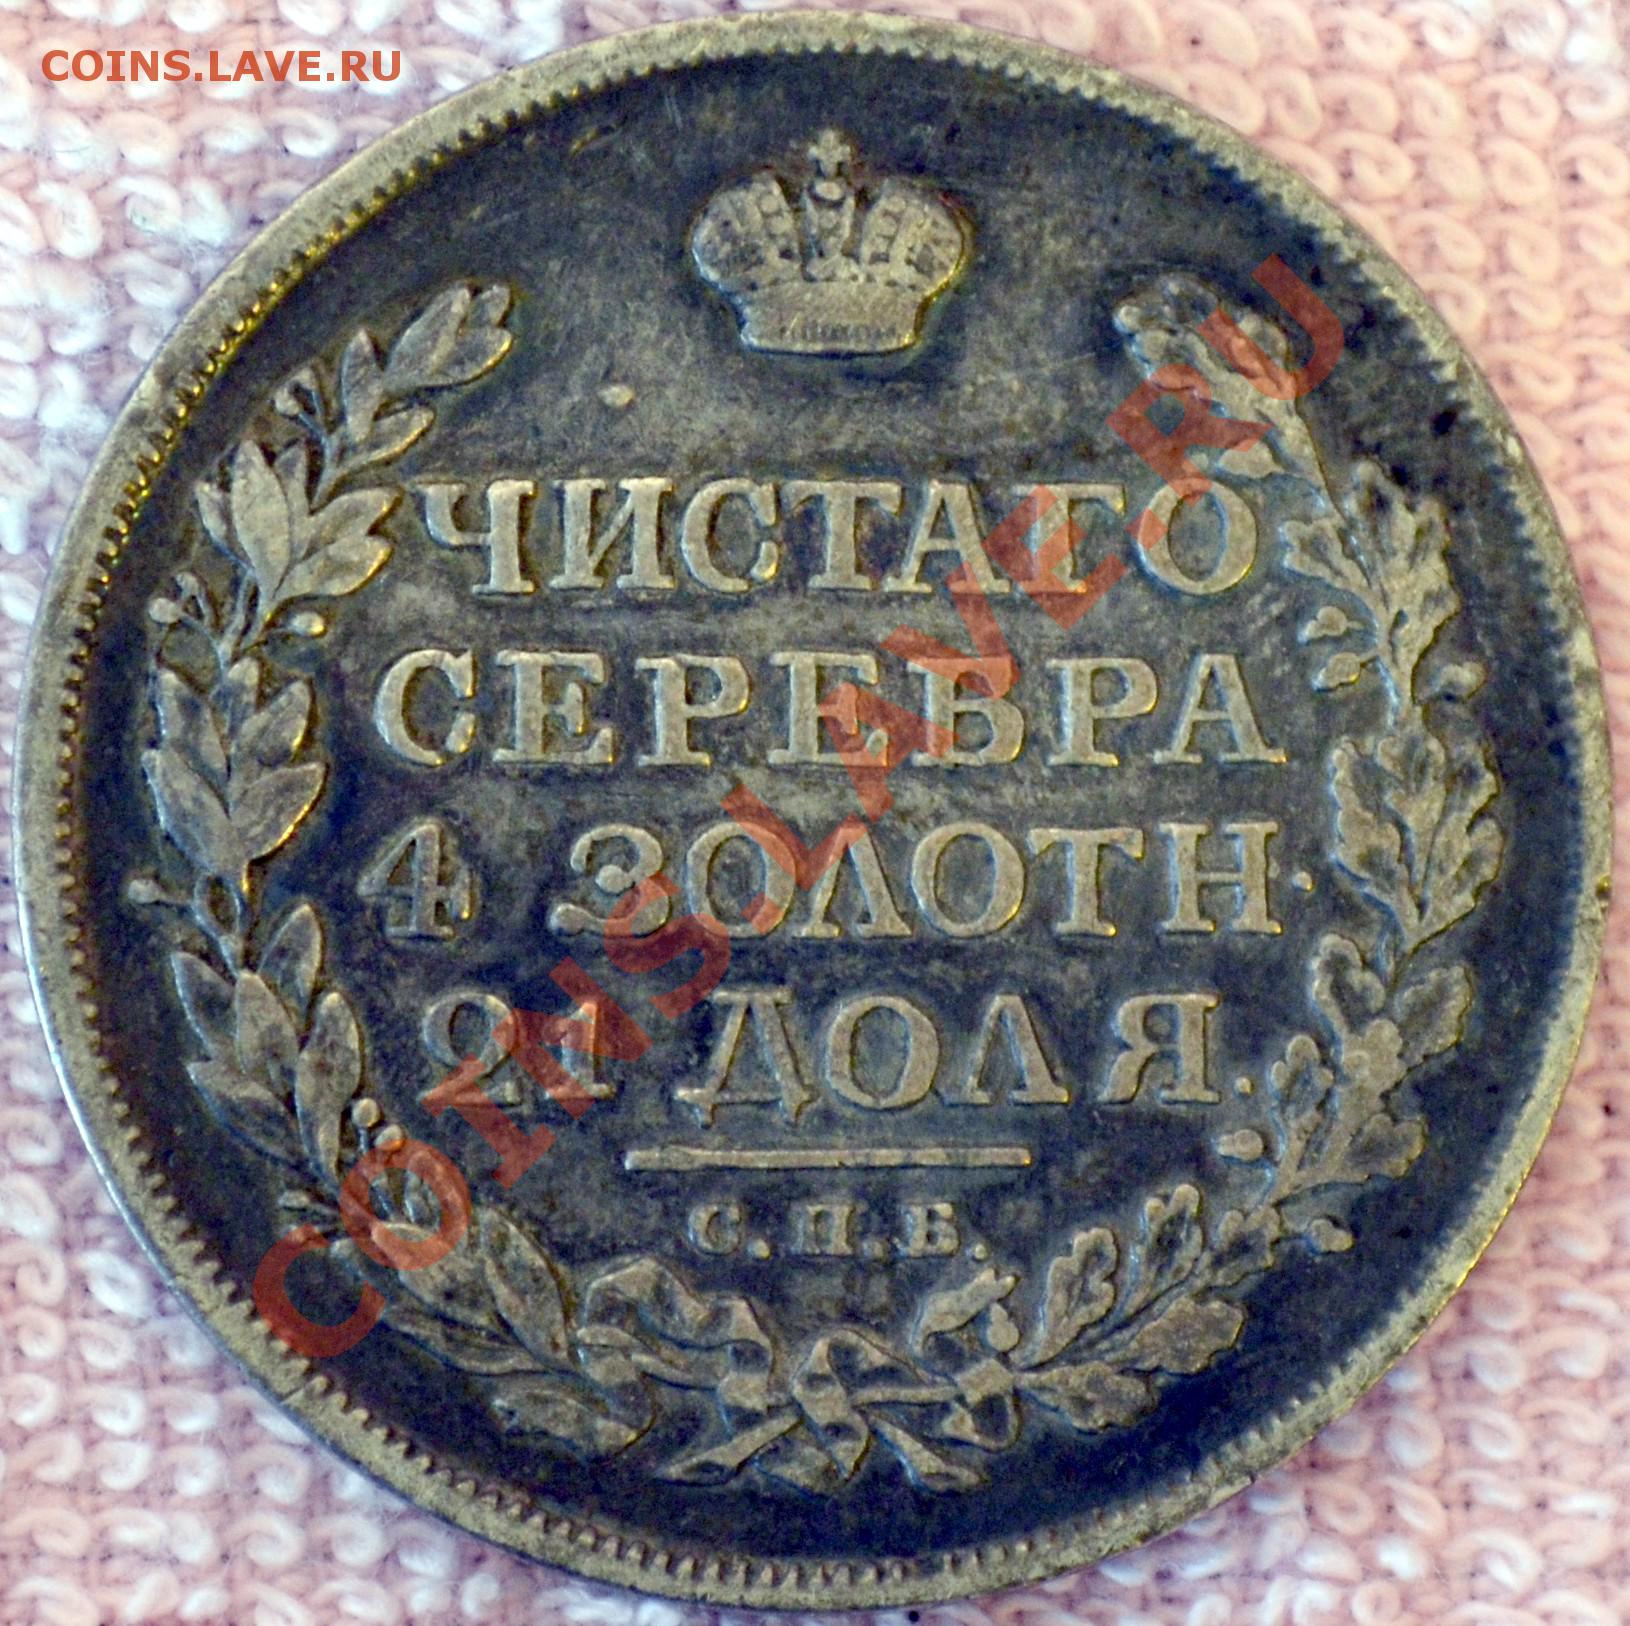 COINS.LAVE.RU
ЧИСТАГО
СЕРЕБРА
4 ЗОЛОТН.
21 ДОЛЯ.
С.П.Б.
COINS.LAVE.RU